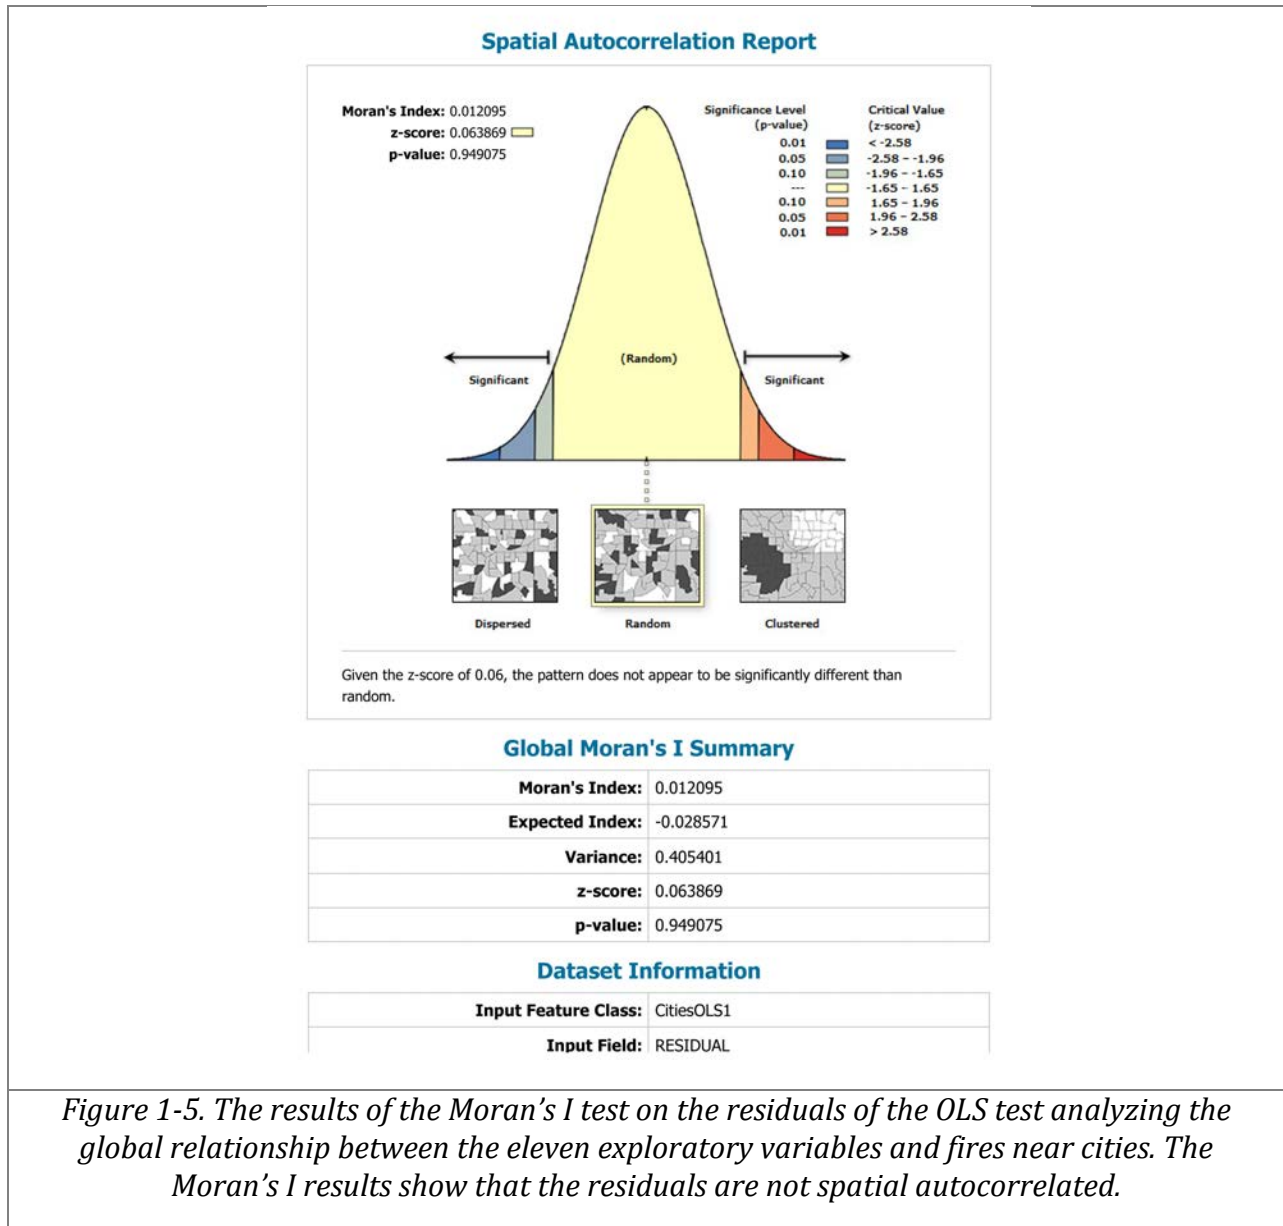 Spatial Autocorrelation Report
Moran's Index: 0.012095
z-score: 0.063869
p-value: 0.949075
Significance Level
(p-value)
Critical Value
(z-score)
0.01 < -2.58
0.05 -2.58 – -1.96
0.10 -1.96 – -1.65
--- -1.65 – 1.65
0.10 1.65 – 1.96
0.05 1.96 – 2.58
0.01 > 2.58
(Random)
Significant
Significant
Dispersed
Random
Clustered
Given the z-score of 0.06, the pattern does not appear to be significantly different than
random.
Global Moran's I Summary
Moran's Index: 0.012095
Expected Index: -0.028571
Variance: 0.405401
z-score: 0.063869
p-value: 0.949075
Dataset Information
Input Feature Class: CitiesOLS1
Input Field: RESIDUAL
Figure 1-5. The results of the Moran’s I test on the residuals of the OLS test analyzing the
global relationship between the eleven exploratory variables and fires near cities. The
Moran’s I results show that the residuals are not spatial autocorrelated.